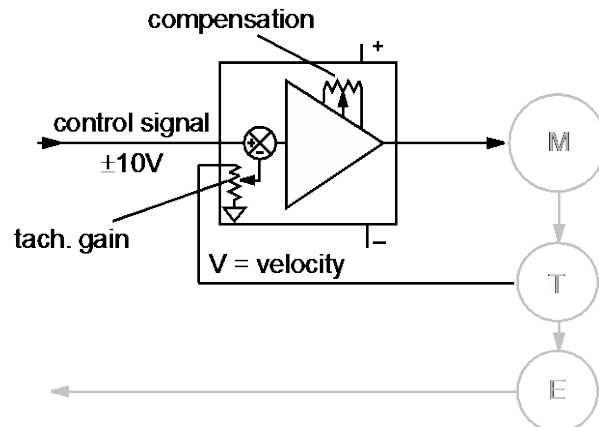 compensation
+
control signal
+
-
±10V
M
tach. gain
V = velocity
–
T
E